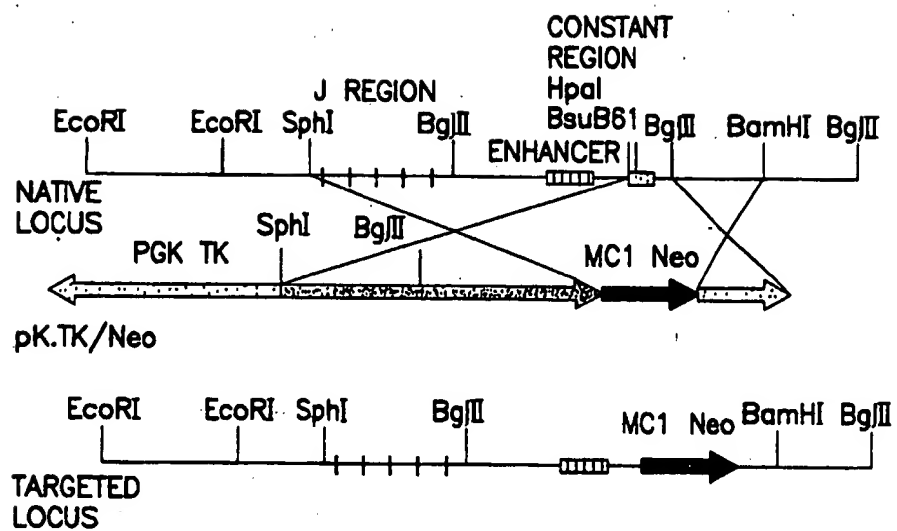 CONSTANT
REGION
HpaI
BsuB61
J REGION
EcoRI EcoRI SphI BglII BglII BamHI BglII
ENHANCER
NATIVE
LOCUS
SphI BglII
PGK TK MC1 Neo
pK.TK/Neo
EcoRI EcoRI SphI BglII MC1 Neo BamHI BglII
TARGETED
LOCUS